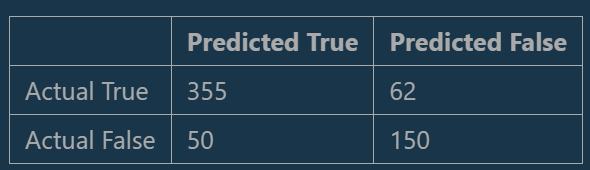 Predicted True Predicted False
Actual True 355 62
Actual False 50 150